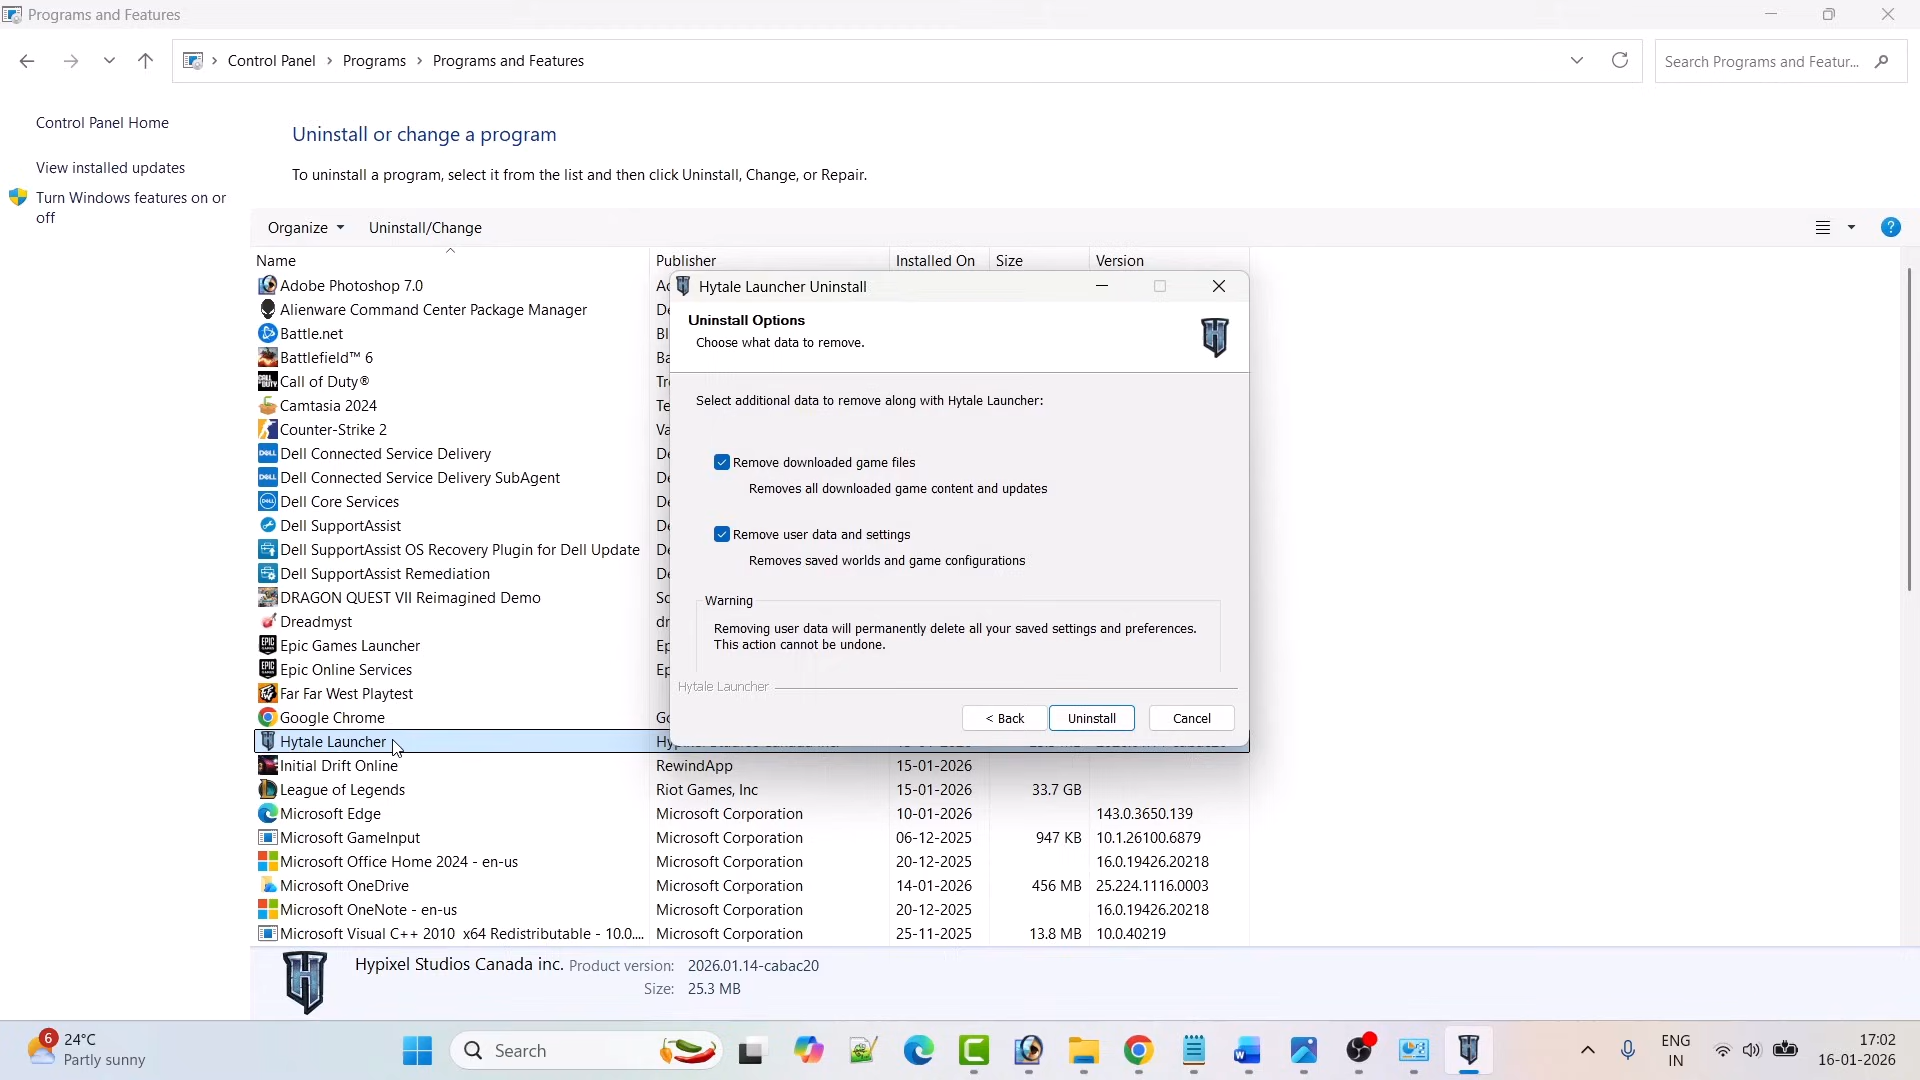 Programs and Features
Control Panel > Programs > Programs and Features
Search Programs and Featur...
Control Panel Home
View installed updates
Turn Windows features on or
off
Uninstall or change a program
To uninstall a program, select it from the list and then click Uninstall, Change, or Repair.
Organize Uninstall/Change
Name Publisher Installed On Size Version
Adobe Photoshop 7.0
Alienware Command Center Package Manager
Battle.net
Battlefield™ 6
Call of Duty®
Camtasia 2024
Counter-Strike 2
Dell Connected Service Delivery
Dell Connected Service Delivery SubAgent
Dell Core Services
Dell SupportAssist
Dell SupportAssist OS Recovery Plugin for Dell Update
Dell SupportAssist Remediation
DRAGON QUEST VII Reimagined Demo
Dreadmyst
Epic Games Launcher
Epic Online Services
Far Far West Playtest
Google Chrome
Hytale Launcher
Initial Drift Online RewindApp 15-01-2026
League of Legends Riot Games, Inc 15-01-2026 33.7 GB
Microsoft Edge Microsoft Corporation 10-01-2026 143.0.3650.139
Microsoft GameInput Microsoft Corporation 06-12-2025 947 KB 10.1.26100.6879
Microsoft Office Home 2024 - en-us Microsoft Corporation 20-12-2025 16.0.19426.20218
Microsoft OneDrive Microsoft Corporation 14-01-2026 456 MB 25.224.1116.0003
Microsoft OneNote - en-us Microsoft Corporation 20-12-2025 16.0.19426.20218
Microsoft Visual C++ 2010 x64 Redistributable - 10.0.... Microsoft Corporation 25-11-2025 13.8 MB 10.0.40219
Hytale Launcher Uninstall
Uninstall Options
Choose what data to remove.
Select additional data to remove along with Hytale Launcher:
Remove downloaded game files
Removes all downloaded game content and updates
Remove user data and settings
Removes saved worlds and game configurations
Warning
Removing user data will permanently delete all your saved settings and preferences.
This action cannot be undone.
Hytale Launcher
< Back Uninstall Cancel
Hypixel Studios Canada inc. Product version: 2026.01.14-cabac20
Size: 25.3 MB
6 24°C
Partly sunny
Search
ENG
IN
17:02
16-01-2026